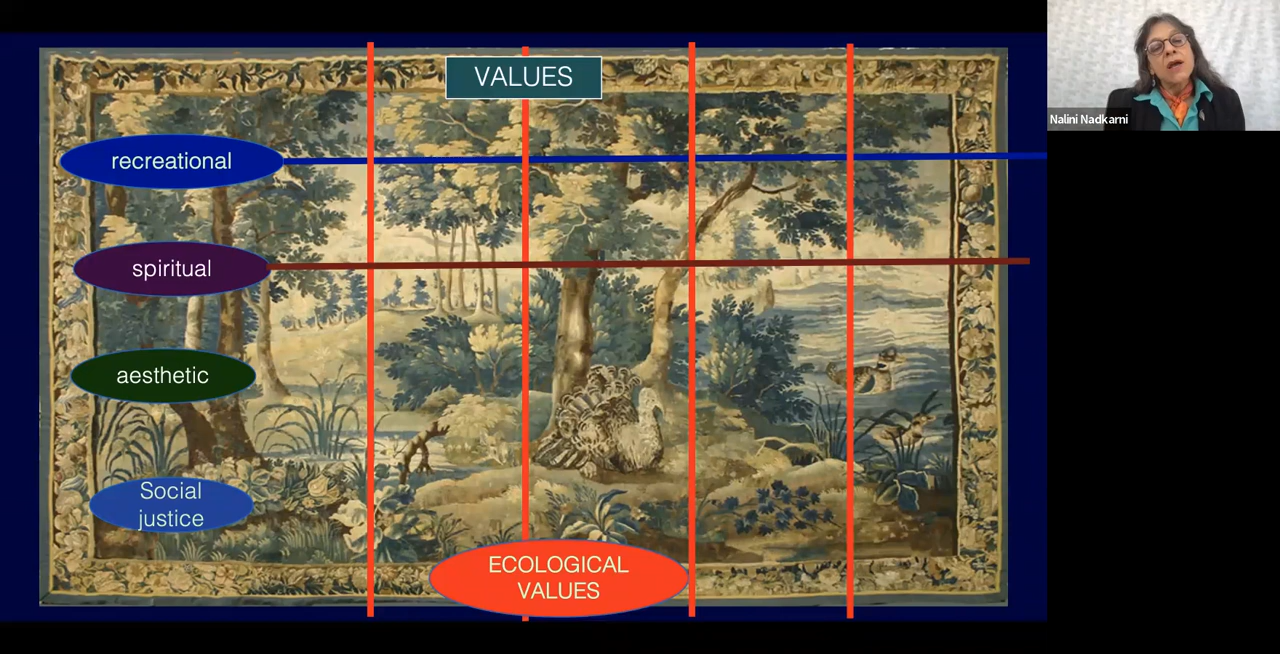 VALUES
recreational
spiritual
aesthetic
Social
justice
ECOLOGICAL
VALUES
Nalini Nadkarni